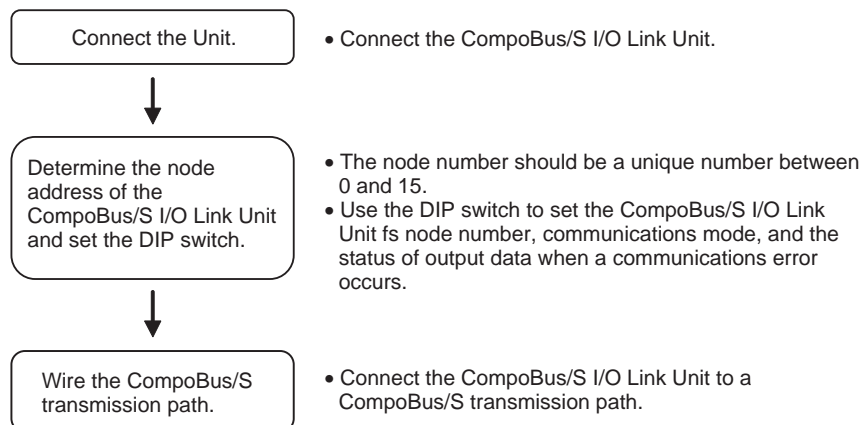 Connect the Unit.
• Connect the CompoBus/S I/O Link Unit.
Determine the node
address of the
CompoBus/S I/O Link Unit
and set the DIP switch.
• The node number should be a unique number between
0 and 15.
• Use the DIP switch to set the CompoBus/S I/O Link
Unit fs node number, communications mode, and the
status of output data when a communications error
occurs.
Wire the CompoBus/S
transmission path.
• Connect the CompoBus/S I/O Link Unit to a
CompoBus/S transmission path.